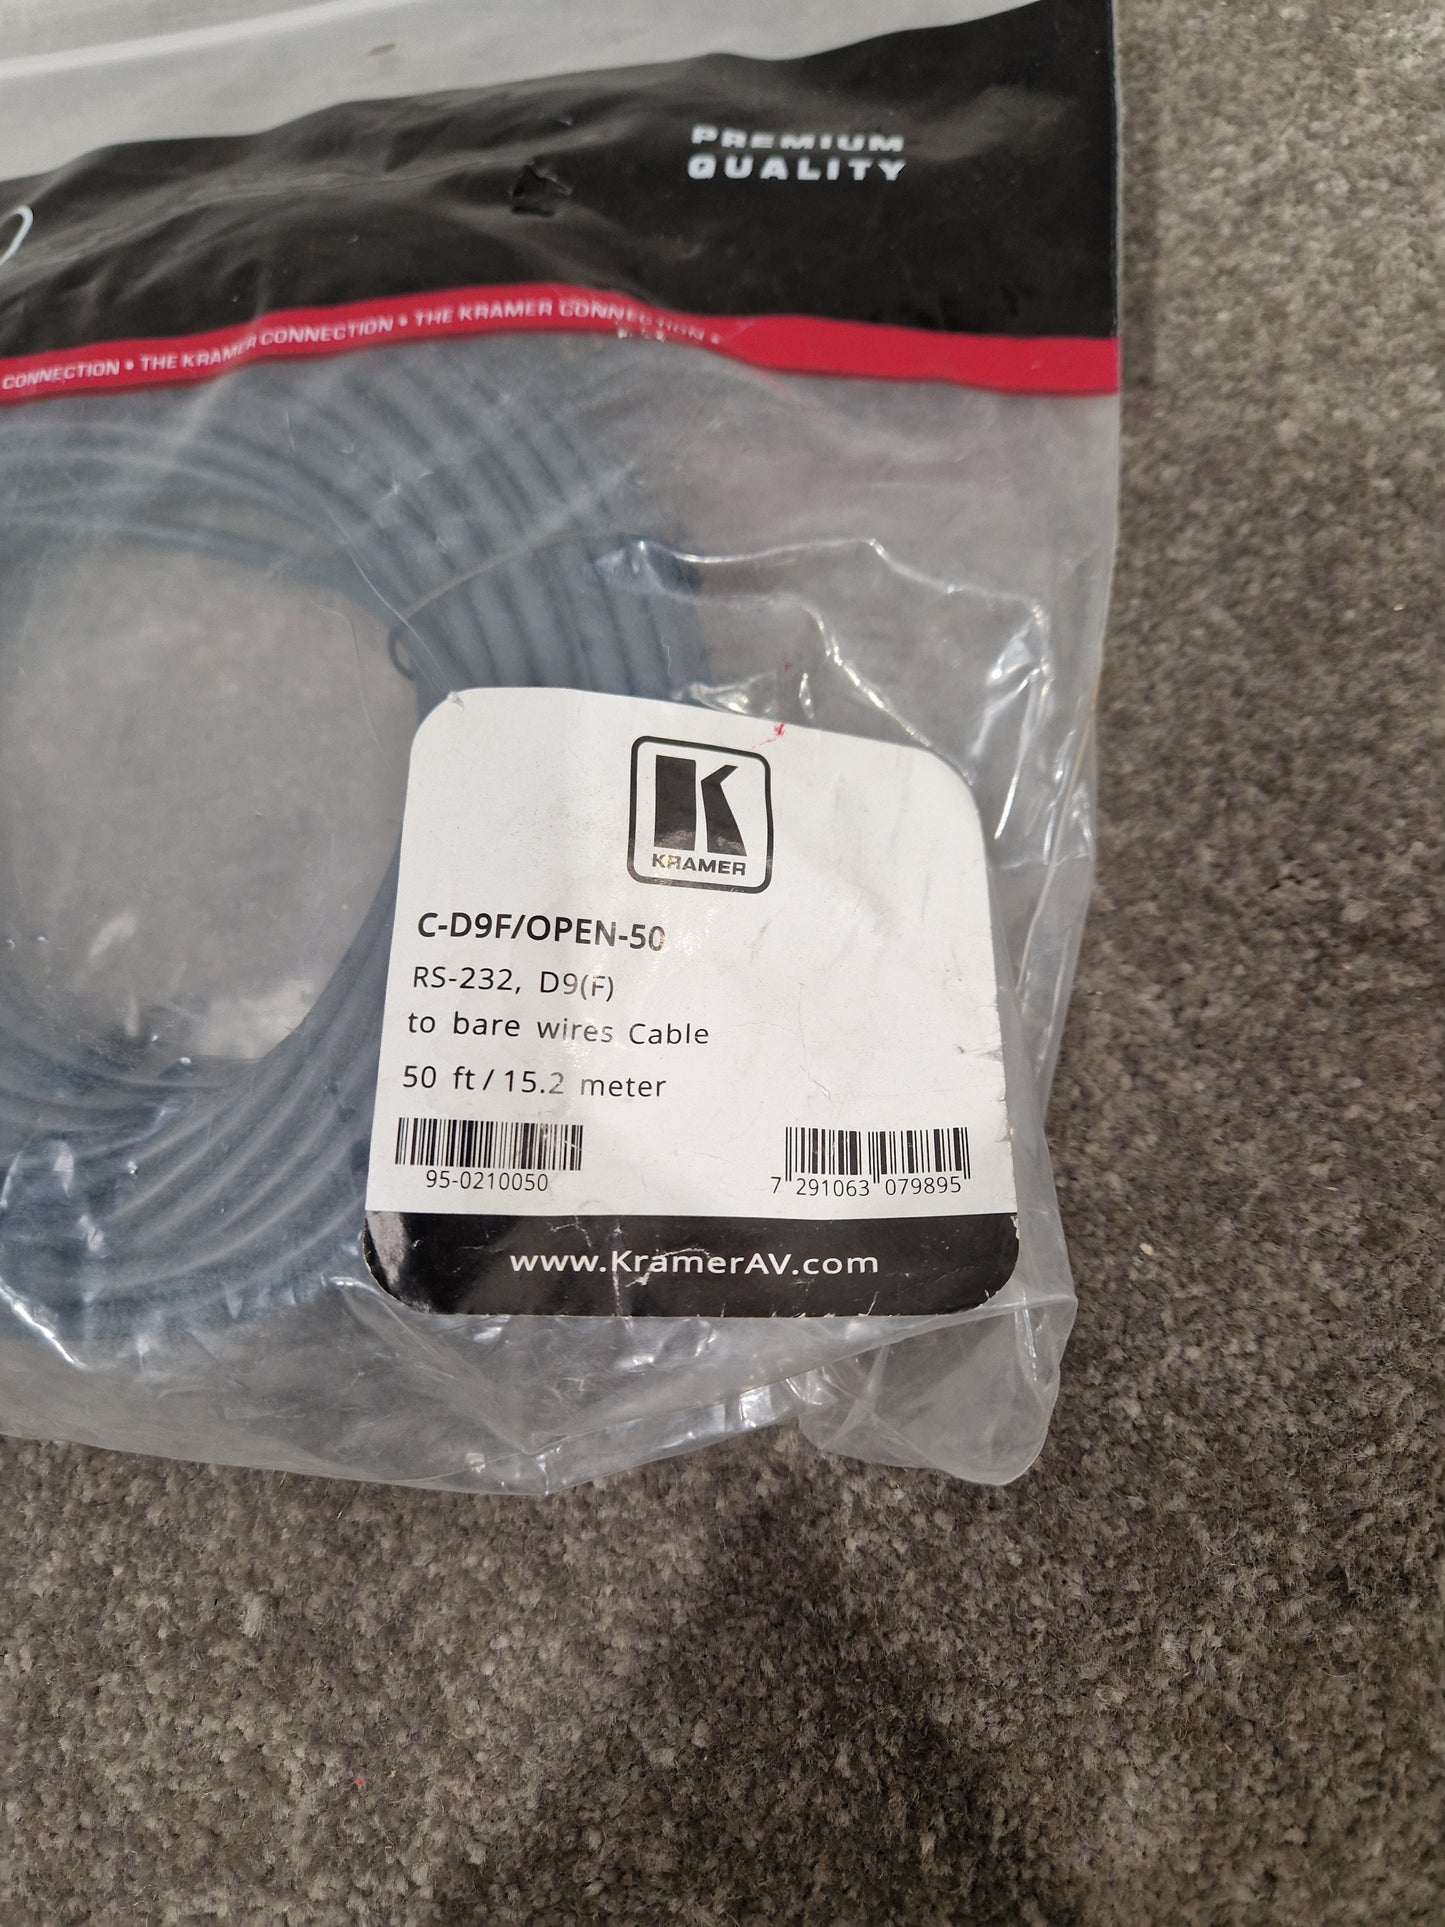 PREMIUM
QUALITY
CONNECTION • THE KRAMER CONNECTION • THE KRAMER CONNECTION •
KRAMER
C-D9F/OPEN-50
RS-232, D9(F)
to bare wires Cable
50 ft / 15.2 meter
95-0210050
7 291063 079895
www.KramerAV.com